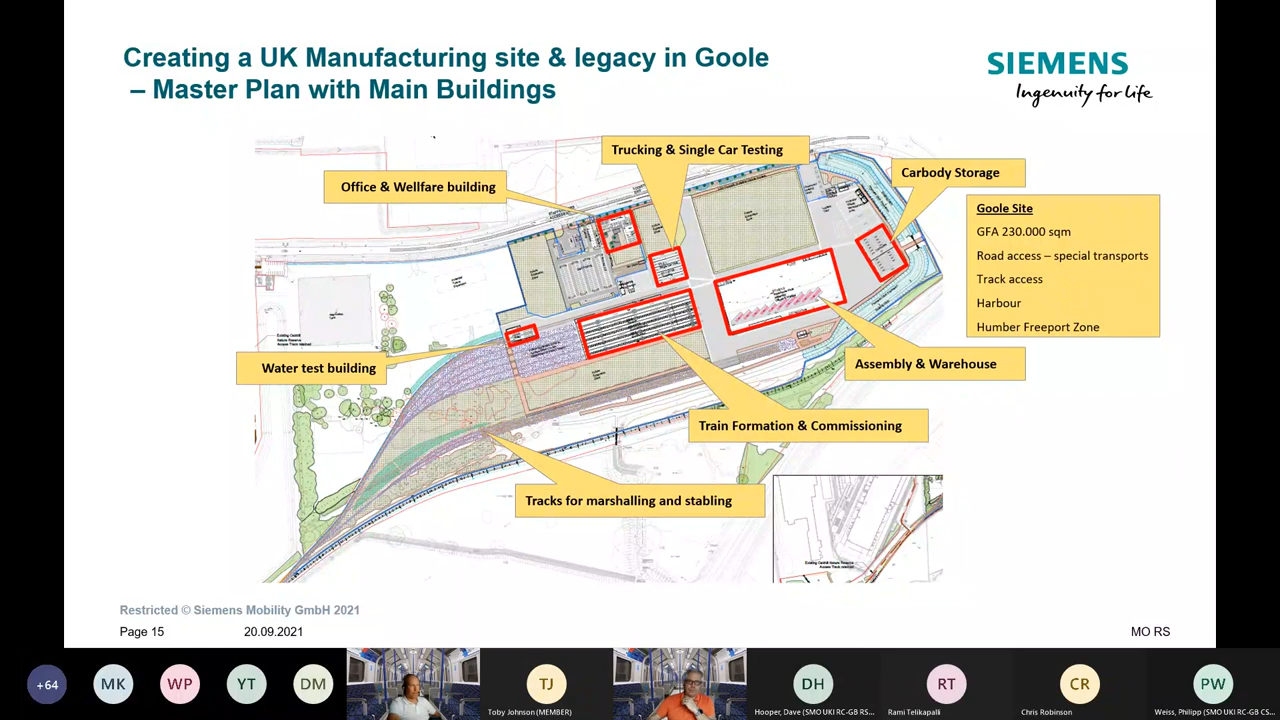 Creating a UK Manufacturing site & legacy in Goole
– Master Plan with Main Buildings
SIEMENS
Ingenuity for life
Trucking & Single Car Testing
Office & Wellfare building
Carbody Storage
Goole Site
GFA 230.000 sqm
Road access – special transports
Track access
Harbour
Humber Freeport Zone
Water test building
Assembly & Warehouse
Train Formation & Commissioning
Tracks for marshalling and stabling
Restricted © Siemens Mobility GmbH 2021
Page 15
20.09.2021
MO RS
+64
MK
WP
YT
DM
TJ
DH
RT
CR
PW
Toby Johnson (MEMBER)
Hooper, Dave (SMO UKI RC-GB RS...
Rami Telikapalli
Chris Robinson
Weiss, Philipp (SMO UKI RC-GB CS...